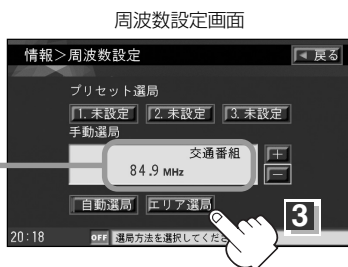 周波数設定画面
情報>周波数設定
◀ 戻る
プリセット選局
1. 未設定 2. 未設定 3. 未設定
手動選局
交通番組 +
84.9 MHz −
自動選局 エリア選局
3
20:18 OFF 選局方法を選択してくだ